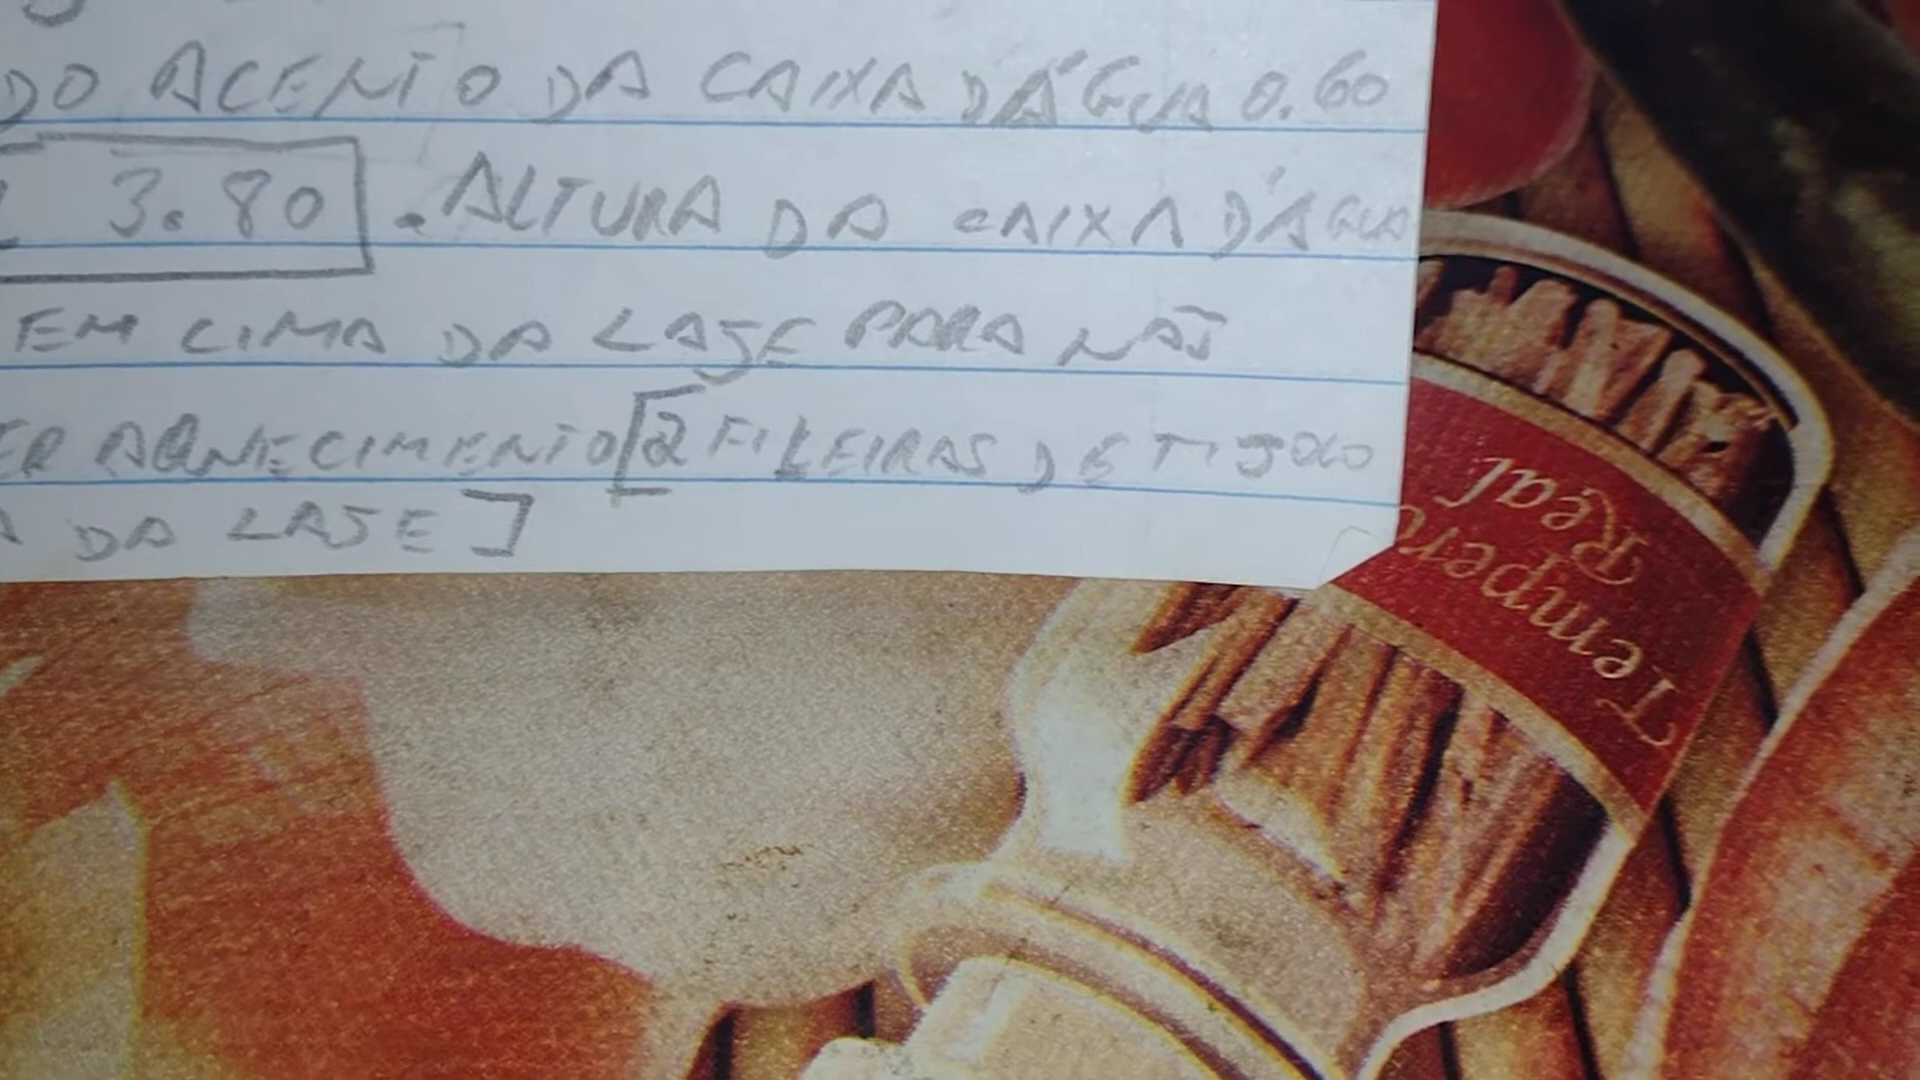 DO ACENTO DA CAIXA D'ÁGUA 0.60
3.80 . ALTURA DA CAIXA D'ÁGUA
EM CIMA DA LAJE PARA NÃO
ER AQUECIMENTO [2 FILEIRAS DE TIJOLO
A DA LAJE]
Tempero
Real